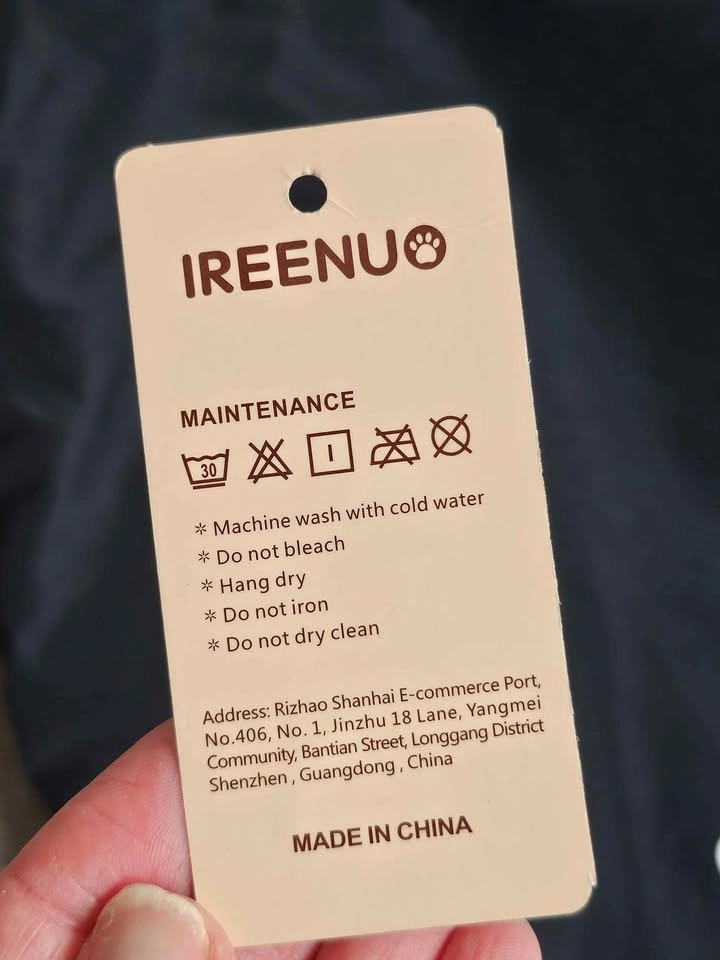 IREENUO
MAINTENANCE
30
* Machine wash with cold water
* Do not bleach
* Hang dry
* Do not iron
* Do not dry clean
Address: Rizhao Shanhai E-commerce Port,
No.406, No. 1, Jinzhu 18 Lane, Yangmei
Community, Bantian Street, Longgang District
Shenzhen , Guangdong , China
MADE IN CHINA